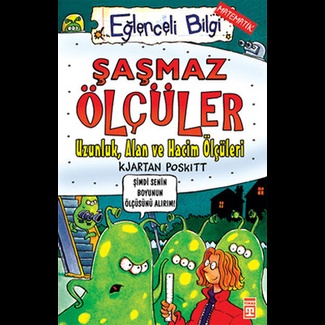 Eğlenceli Bilgi
MATEMATİK
ŞAŞMAZ
ÖLÇÜLER
Uzunluk, Alan ve Hacim Ölçüleri
KJARTAN POSKITT
ŞİMDİ SENİN
BOYUNUN
ÖLÇÜSÜNÜ ALIRIM!